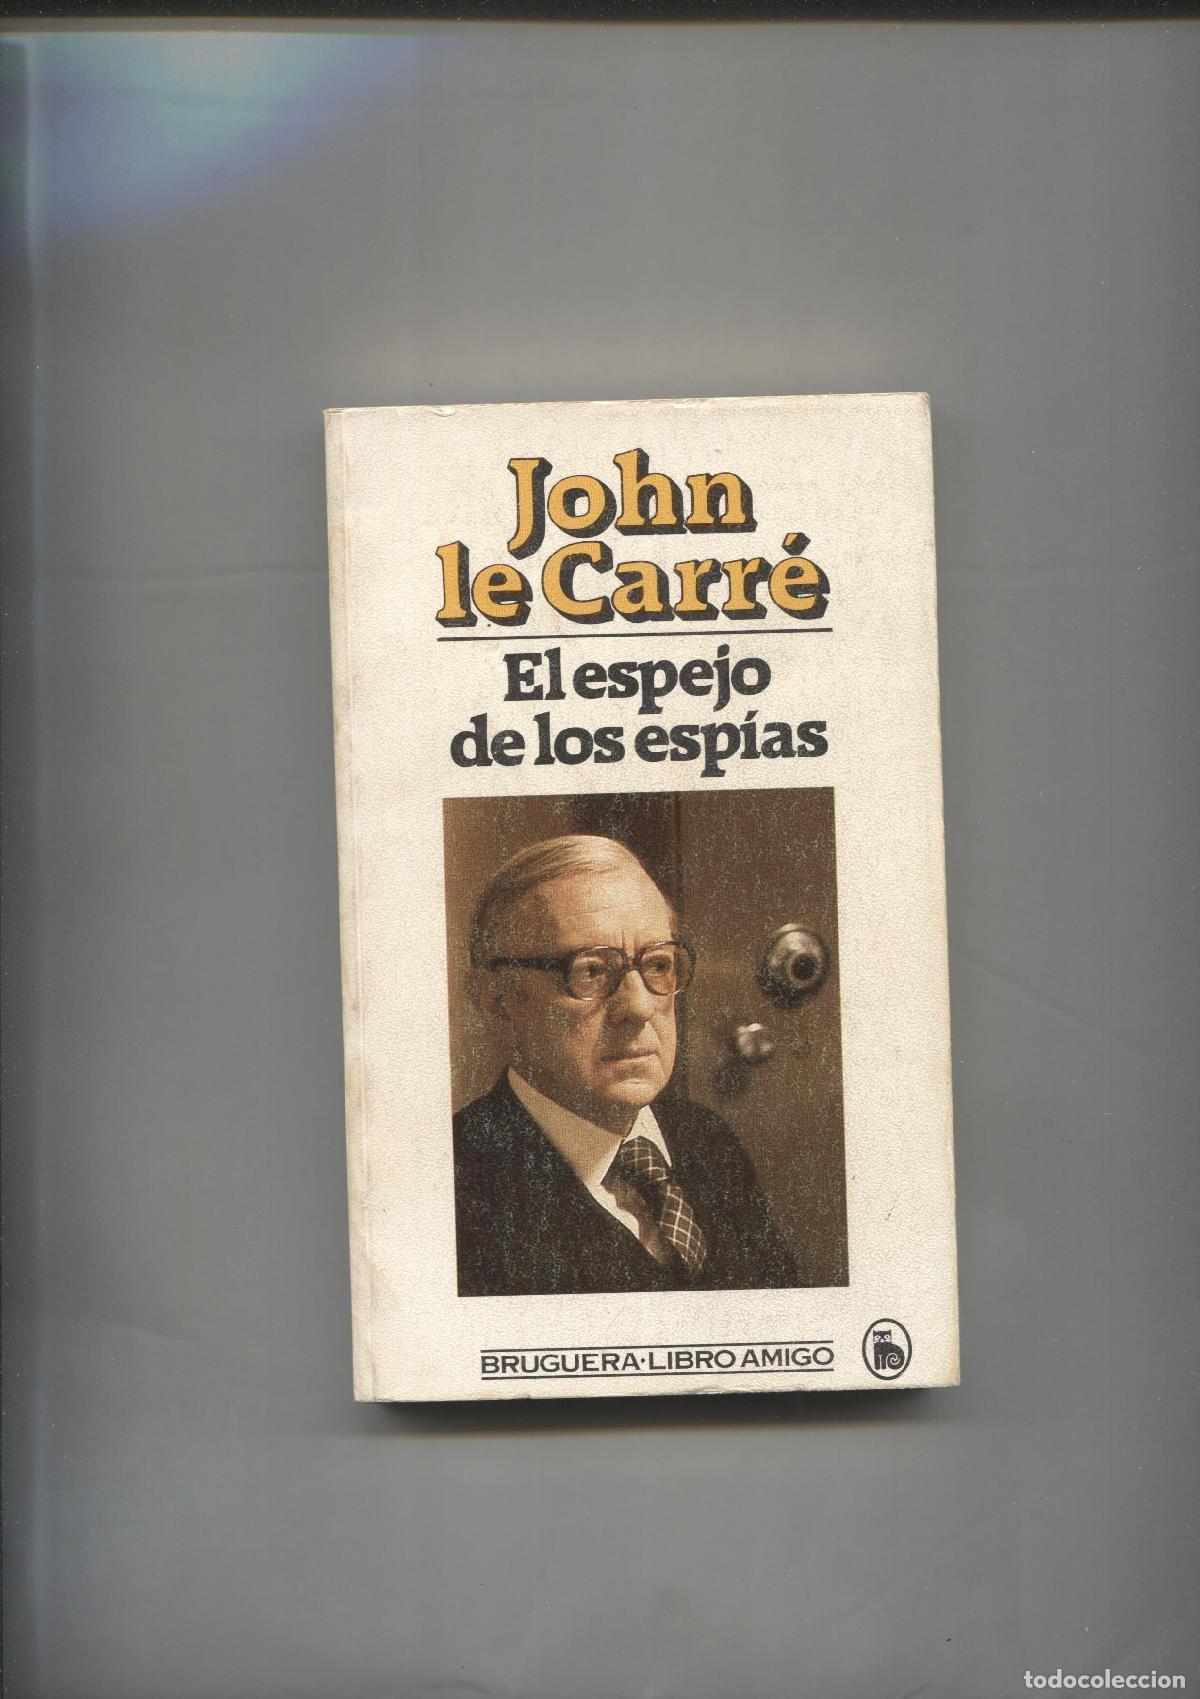 John
le Carré
El espejo
de los espías
BRUGUERA·LIBRO AMIGO
todocoleccion